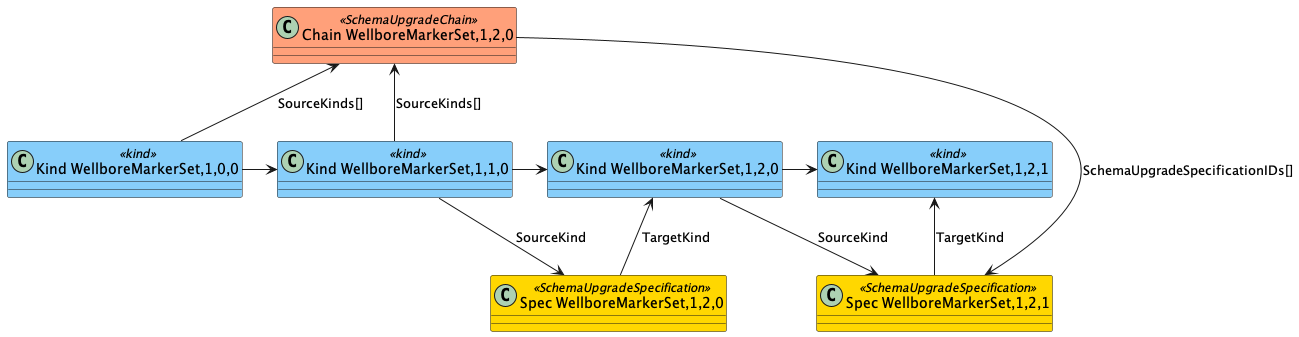 C
«SchemaUpgradeChain»
Chain WellboreMarkerSet,1,2,0
SourceKinds[]
SourceKinds[]
C
«kind»
Kind WellboreMarkerSet,1,0,0
C
«kind»
Kind WellboreMarkerSet,1,1,0
C
«kind»
Kind WellboreMarkerSet,1,2,0
C
«kind»
Kind WellboreMarkerSet,1,2,1
SchemaUpgradeSpecificationIDs[]
SourceKind
TargetKind
SourceKind
TargetKind
C
«SchemaUpgradeSpecification»
Spec WellboreMarkerSet,1,2,0
C
«SchemaUpgradeSpecification»
Spec WellboreMarkerSet,1,2,1